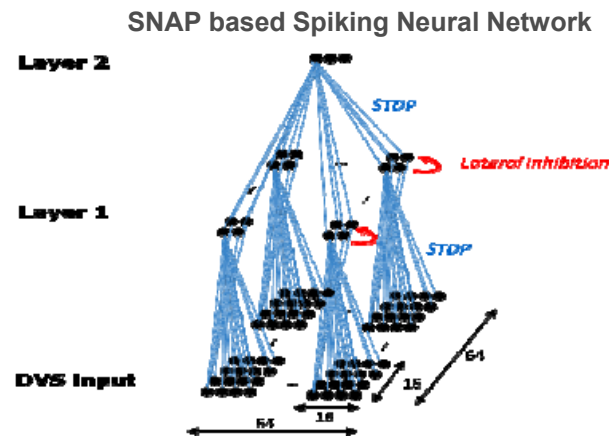 SNAP based Spiking Neural Network
Layer 2
STDP
Lateral Inhibition
Layer 1
STDP
64
16
DVS Input
16
64